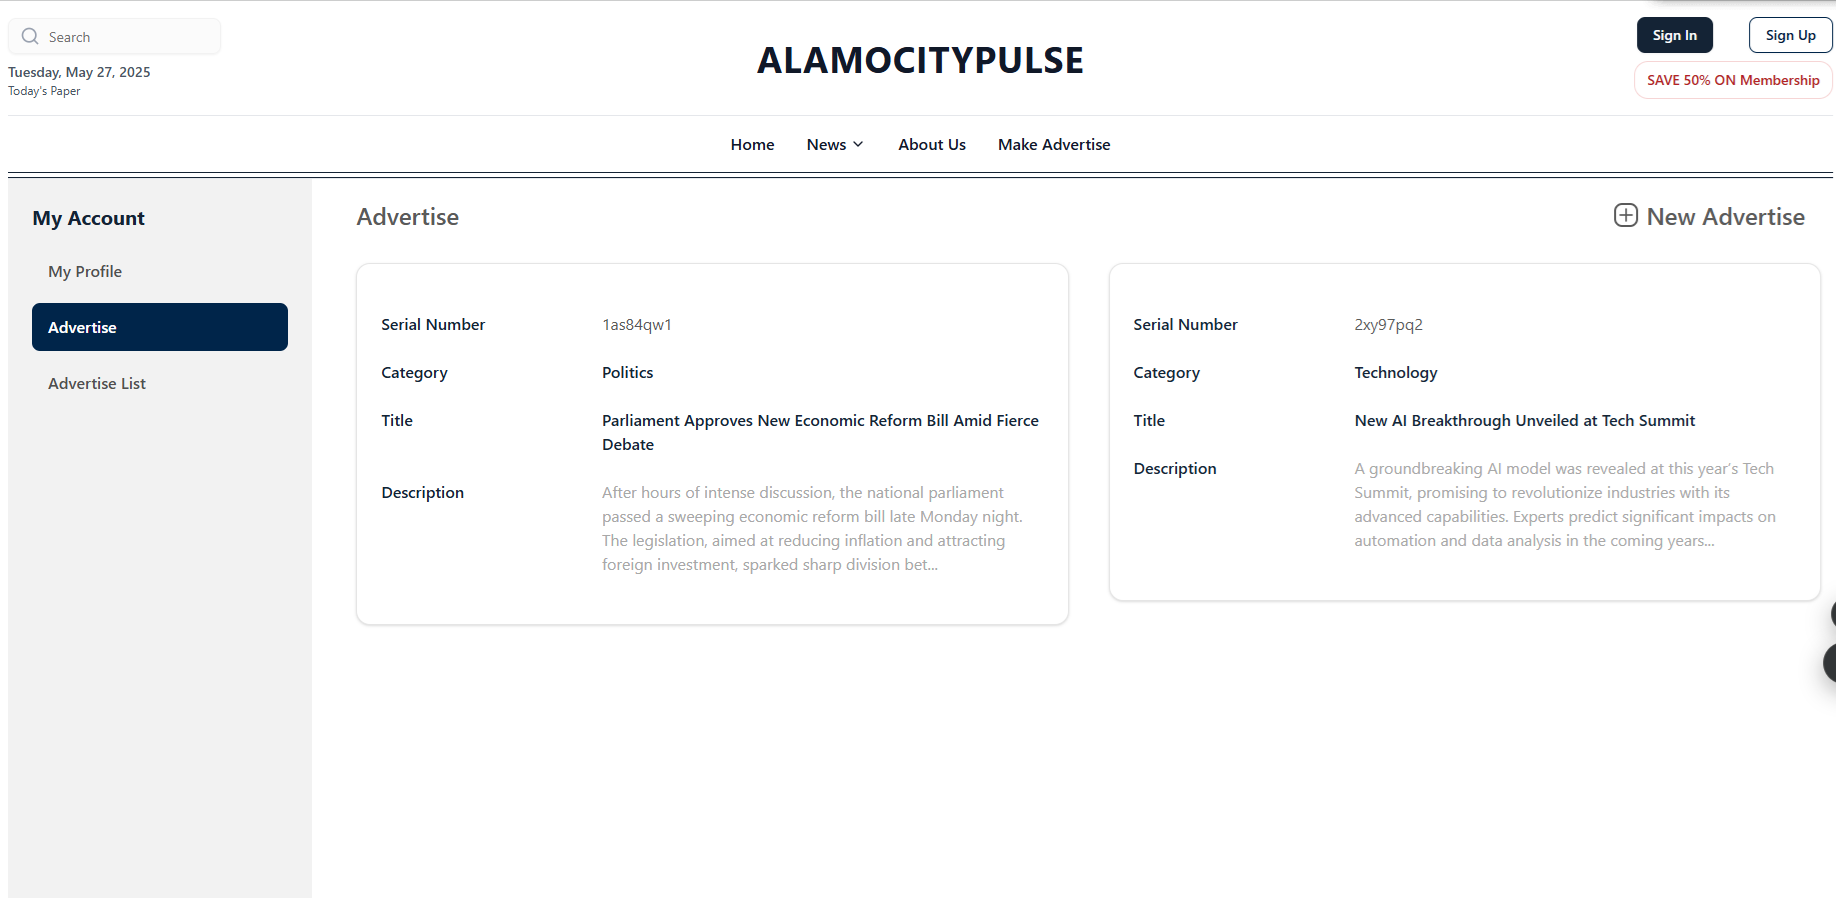 Search
Tuesday, May 27, 2025
Today's Paper
ALAMOCITYPULSE
Sign In
Sign Up
SAVE 50% ON Membership
Home
News
About Us
Make Advertise
My Account
My Profile
Advertise
Advertise List
Advertise
New Advertise
Serial Number
1as84qw1
Category
Politics
Title
Parliament Approves New Economic Reform Bill Amid Fierce
Debate
Description
After hours of intense discussion, the national parliament
passed a sweeping economic reform bill late Monday night.
The legislation, aimed at reducing inflation and attracting
foreign investment, sparked sharp division bet...
Serial Number
2xy97pq2
Category
Technology
Title
New AI Breakthrough Unveiled at Tech Summit
Description
A groundbreaking AI model was revealed at this year’s Tech
Summit, promising to revolutionize industries with its
advanced capabilities. Experts predict significant impacts on
automation and data analysis in the coming years...